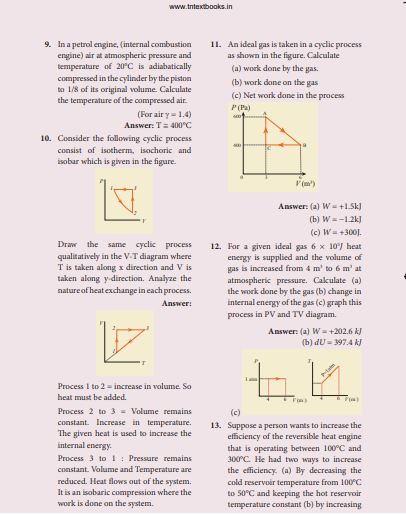 www.tntextbooks.in
9. In a petrol engine, (internal combustion
engine) air at atmospheric pressure and
temperature of 20°C is adiabatically
compressed in the cylinder by the piston
to 1/8 of its original volume. Calculate
the temperature of the compressed air.
(For air γ = 1.4)
Answer: T ≅ 400°C
10. Consider the following cyclic process
consist of isotherm, isochoric and
isobar which is given in the figure.
P
1
3
2
V
Draw the same cyclic process
qualitatively in the V-T diagram where
T is taken along x direction and V is
taken along y-direction. Analyze the
nature of heat exchange in each process.
Answer:
V
2
3
1
T
Process 1 to 2 = increase in volume. So
heat must be added.
Process 2 to 3 = Volume remains
constant. Increase in temperature.
The given heat is used to increase the
internal energy.
Process 3 to 1 : Pressure remains
constant. Volume and Temperature are
reduced. Heat flows out of the system.
It is an isobaric compression where the
work is done on the system.
11. An ideal gas is taken in a cyclic process
as shown in the figure. Calculate
(a) work done by the gas.
(b) work done on the gas
(c) Net work done in the process
P (Pa)
600
A
400
C
B
3
6
V(m³)
Answer: (a) W = +1.5kJ
(b) W = −1.2kJ
(c) W = +300J.
12. For a given ideal gas 6 × 10⁵J heat
energy is supplied and the volume of
gas is increased from 4 m³ to 6 m³ at
atmospheric pressure. Calculate (a)
the work done by the gas (b) change in
internal energy of the gas (c) graph this
process in PV and TV diagram.
Answer: (a) W = +202.6 kJ
(b) dU = 397.4 kJ
P
1 atm
4
6
V(m³)
T
4
6
V(m³)
(c)
13. Suppose a person wants to increase the
efficiency of the reversible heat engine
that is operating between 100°C and
300°C. He had two ways to increase
the efficiency. (a) By decreasing the
cold reservoir temperature from 100°C
to 50°C and keeping the hot reservoir
temperature constant (b) by increasing